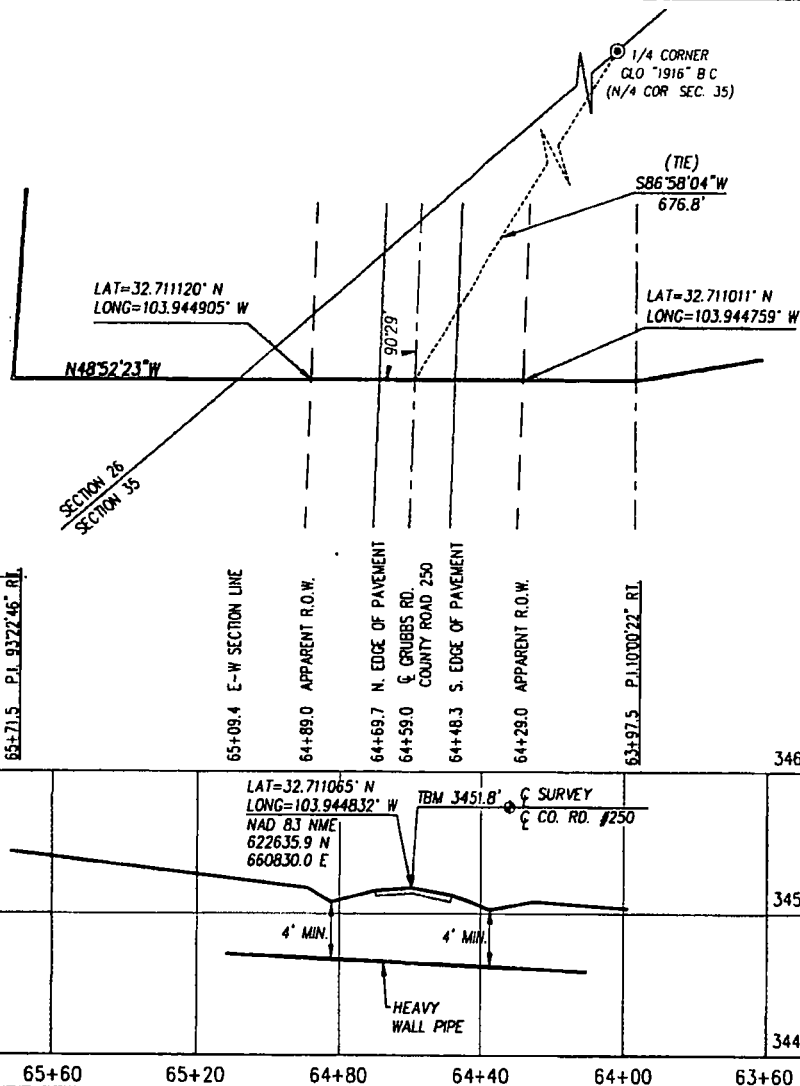 1/4 CORNER
GLO "1916" B C
(N/4 COR SEC. 35)
(TIE)
S86°58'04"W
676.8'
LAT=32.711120° N
LONG=103.944905° W
LAT=32.711011° N
LONG=103.944759° W
90°29'
N48°52'23"W
SECTION 26
SECTION 35
65+71.5 P.I. 93°22'46" RT.
65+09.4 E-W SECTION LINE
64+89.0 APPARENT R.O.W.
64+69.7 N. EDGE OF PAVEMENT
64+59.0 ℄ GRUBBS RD.
COUNTY ROAD 250
64+48.3 S. EDGE OF PAVEMENT
64+29.0 APPARENT R.O.W.
63+97.5 P.I.10°00'22" RT.
346
LAT=32.711065° N
LONG=103.944832° W
NAD 83 NME
622635.9 N
660830.0 E
TBM 3451.8'
℄ SURVEY
℄ CO. RD. #250
345
4' MIN.
4' MIN.
HEAVY
WALL PIPE
344
65+60 65+20 64+80 64+40 64+00 63+60